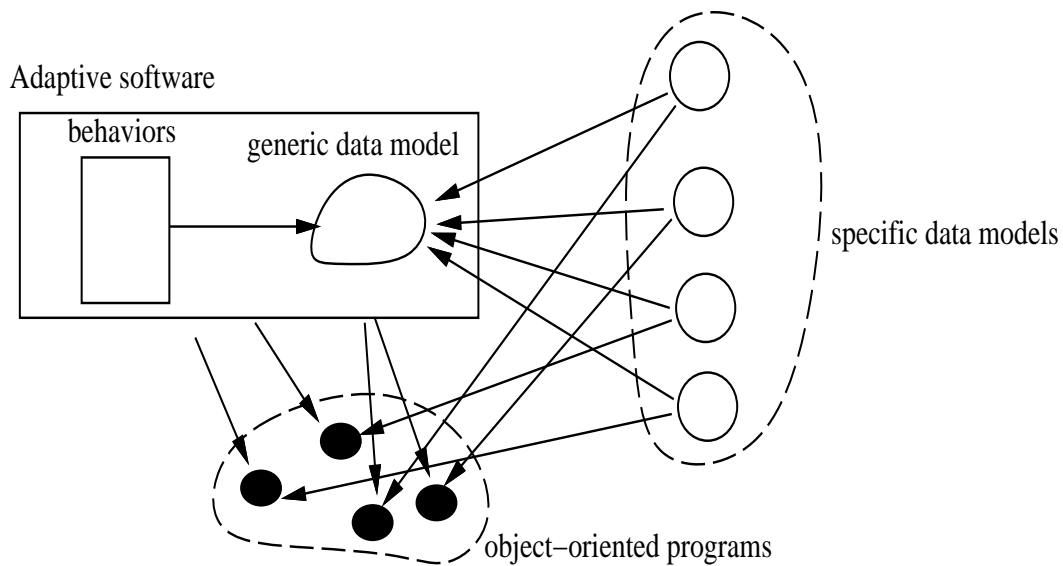 Adaptive software
behaviors
generic data model
specific data models
object−oriented programs